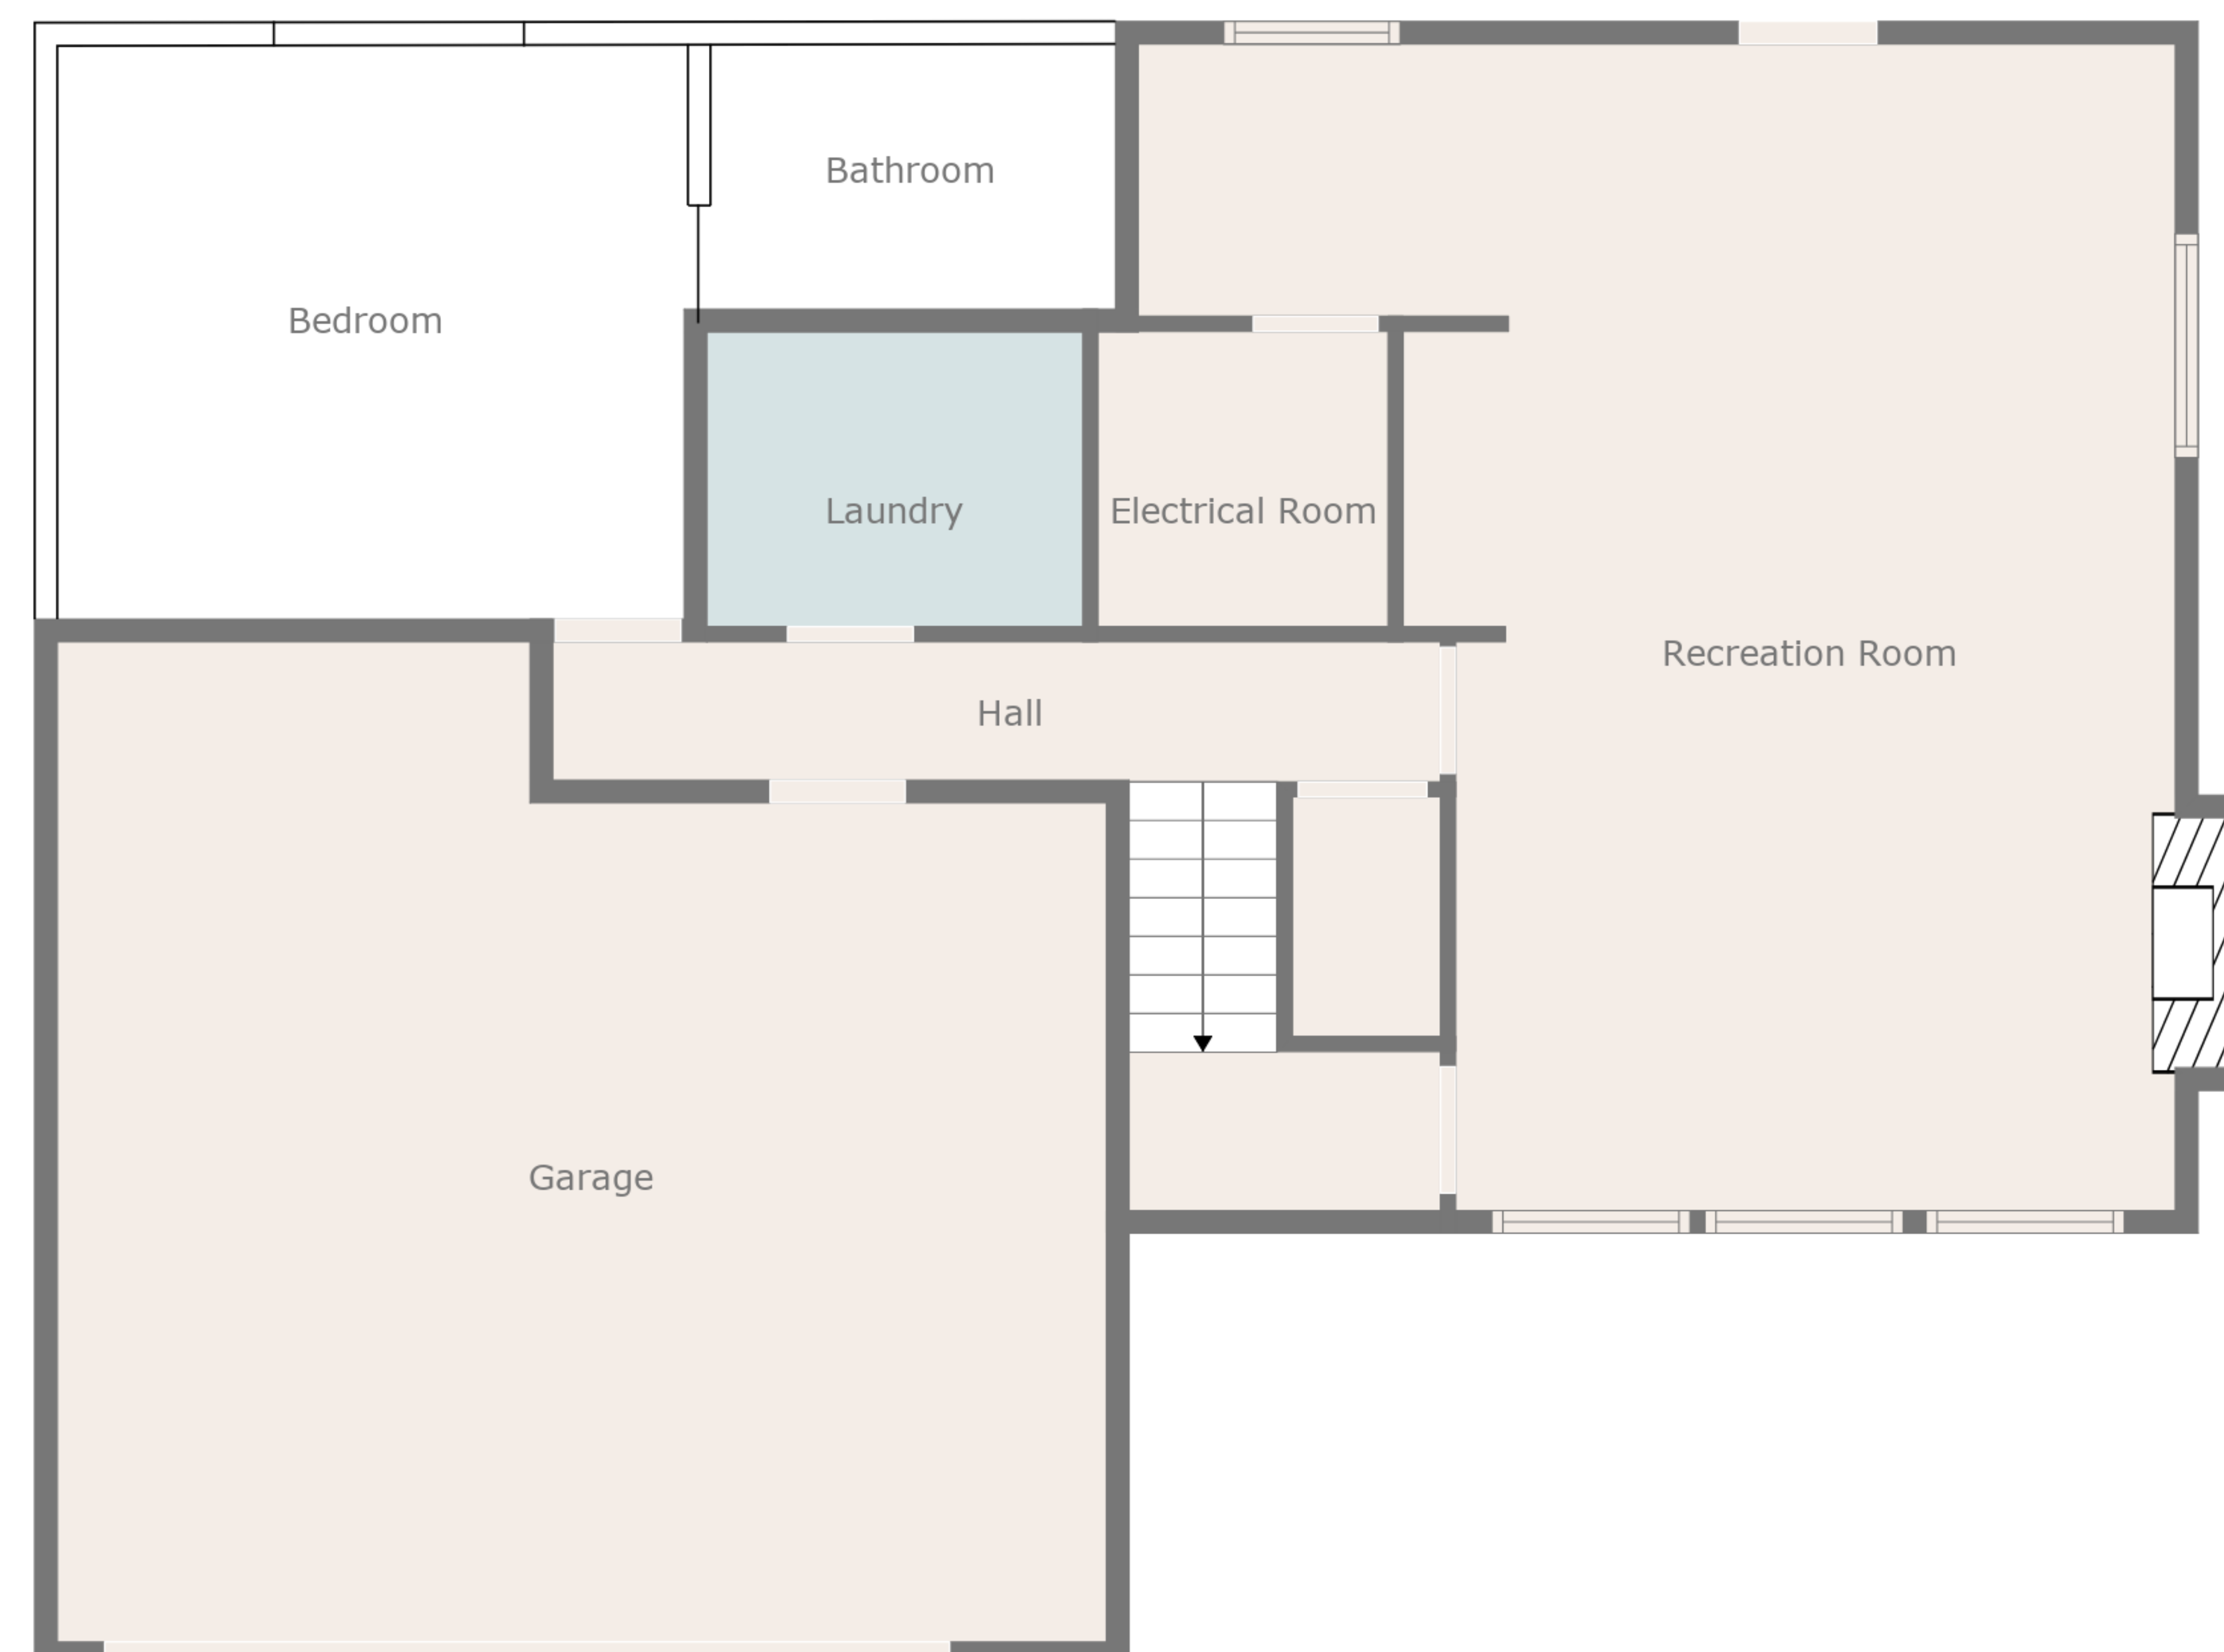 Bathroom
Bedroom
Laundry
Electrical Room
Recreation Room
Hall
Garage